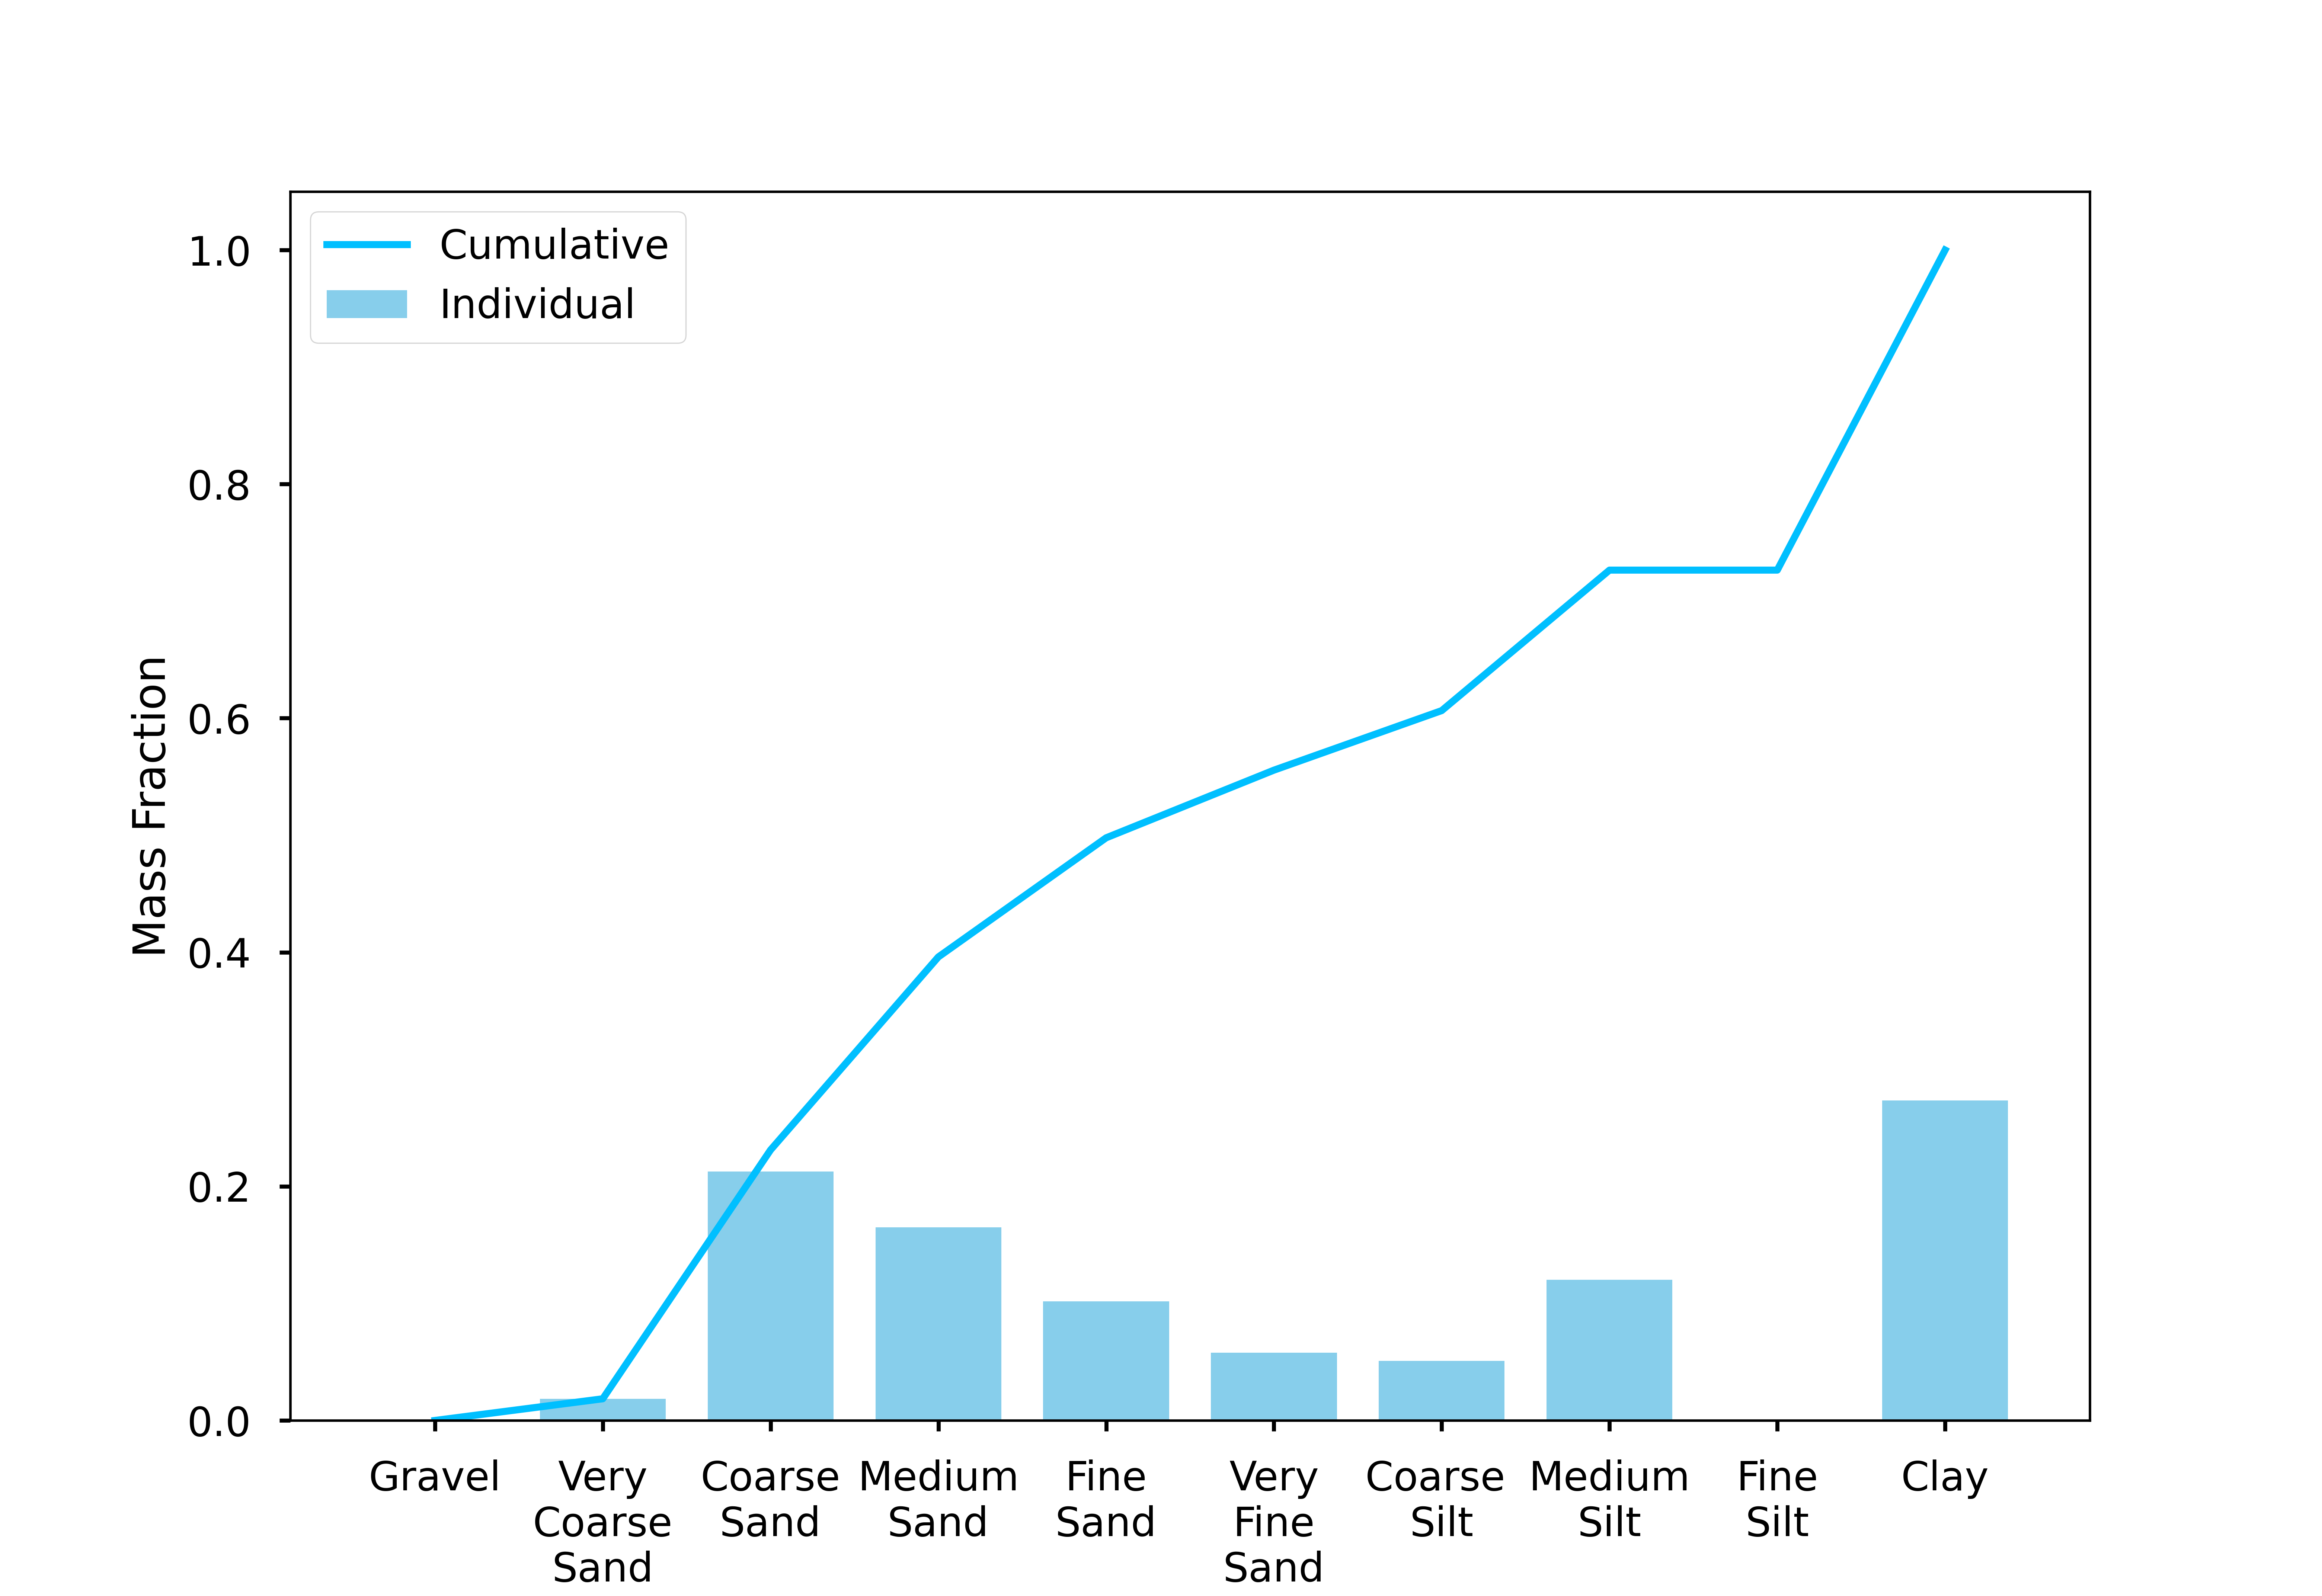 Cumulative
Individual
1.0
0.8
0.6
0.4
0.2
0.0
Mass Fraction
Gravel
Very
Coarse
Sand
Coarse
Sand
Medium
Sand
Fine
Sand
Very
Fine
Sand
Coarse
Silt
Medium
Silt
Fine
Silt
Clay